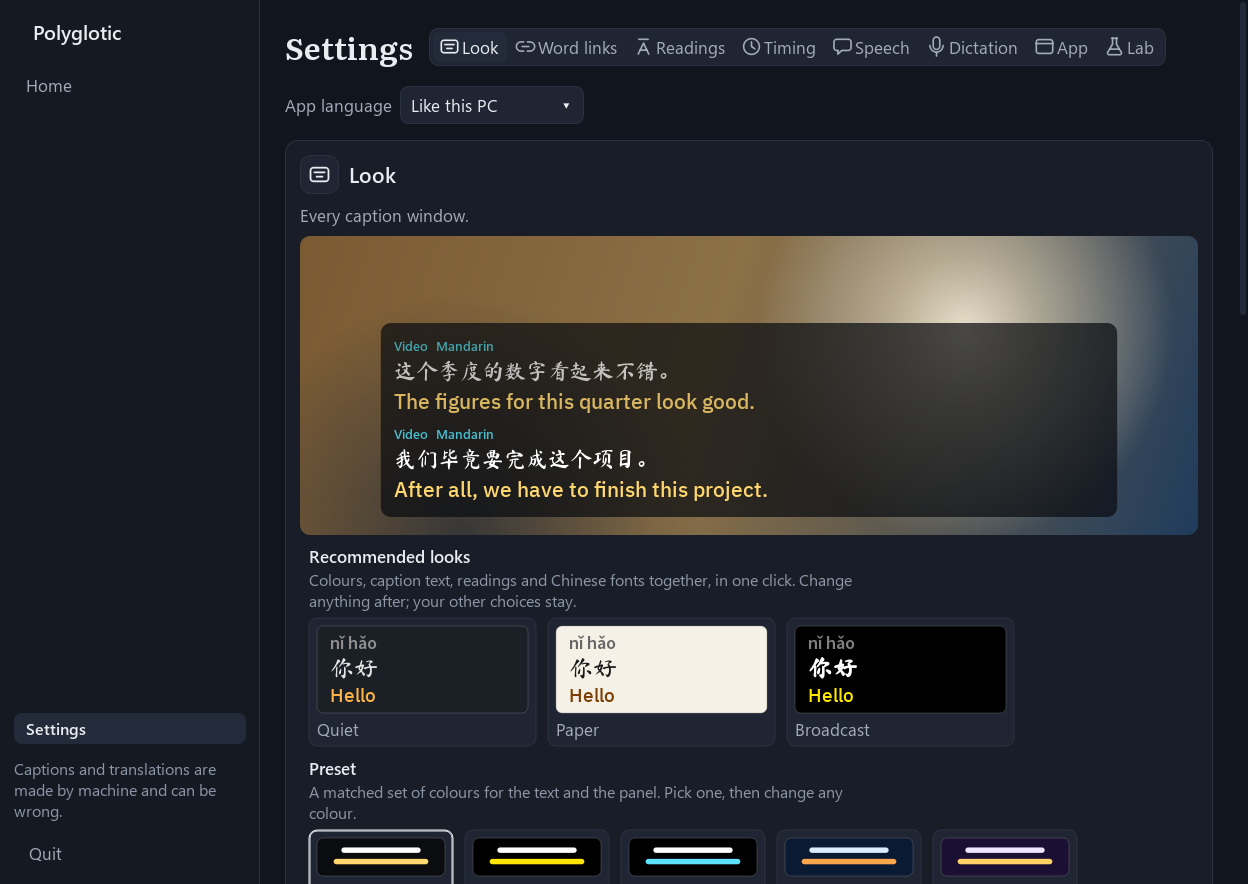 Polyglotic
Home
Settings
Captions and translations are
made by machine and can be
wrong.
Quit
Settings
Look
Word links
Readings
Timing
Speech
Dictation
App
Lab
App language
Like this PC
Look
Every caption window.
Video Mandarin
这个季度的数字看起来不错。
The figures for this quarter look good.
Video Mandarin
我们毕竟要完成这个项目。
After all, we have to finish this project.
Recommended looks
Colours, caption text, readings and Chinese fonts together, in one click. Change
anything after; your other choices stay.
nǐ hǎo
你好
Hello
Quiet
nǐ hǎo
你好
Hello
Paper
nǐ hǎo
你好
Hello
Broadcast
Preset
A matched set of colours for the text and the panel. Pick one, then change any
colour.